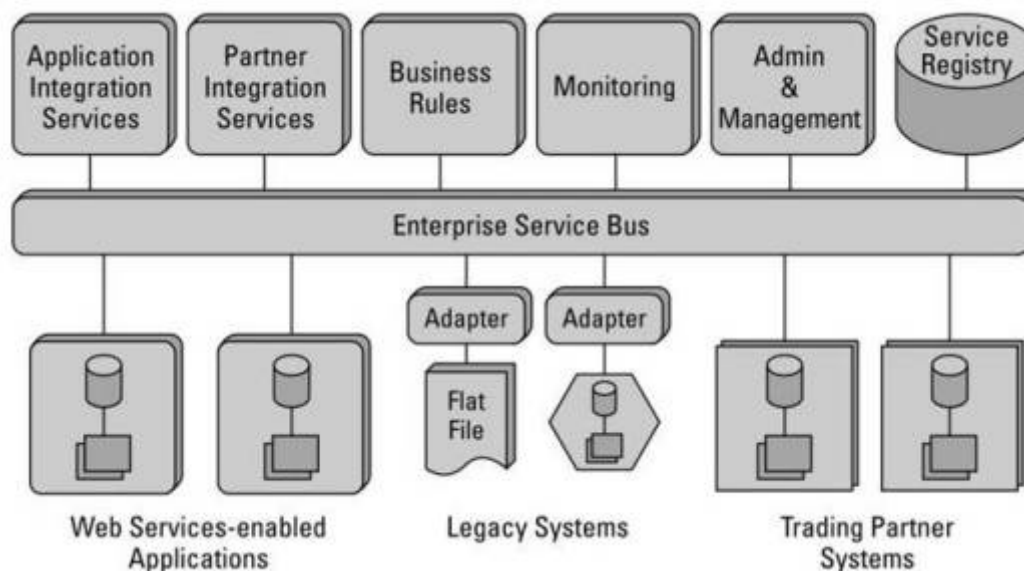 Application
Integration
Services
Partner
Integration
Services
Business
Rules
Monitoring
Admin
&
Management
Service
Registry
Enterprise Service Bus
Adapter
Adapter
Flat
File
Web Services-enabled
Applications
Legacy Systems
Trading Partner
Systems